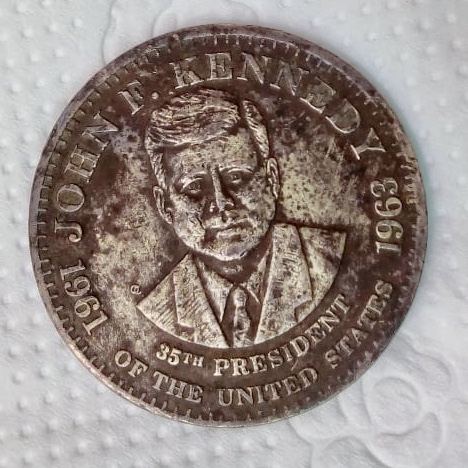 JOHN F. KENNEDY
1961
1963
35TH PRESIDENT
OF THE UNITED STATES